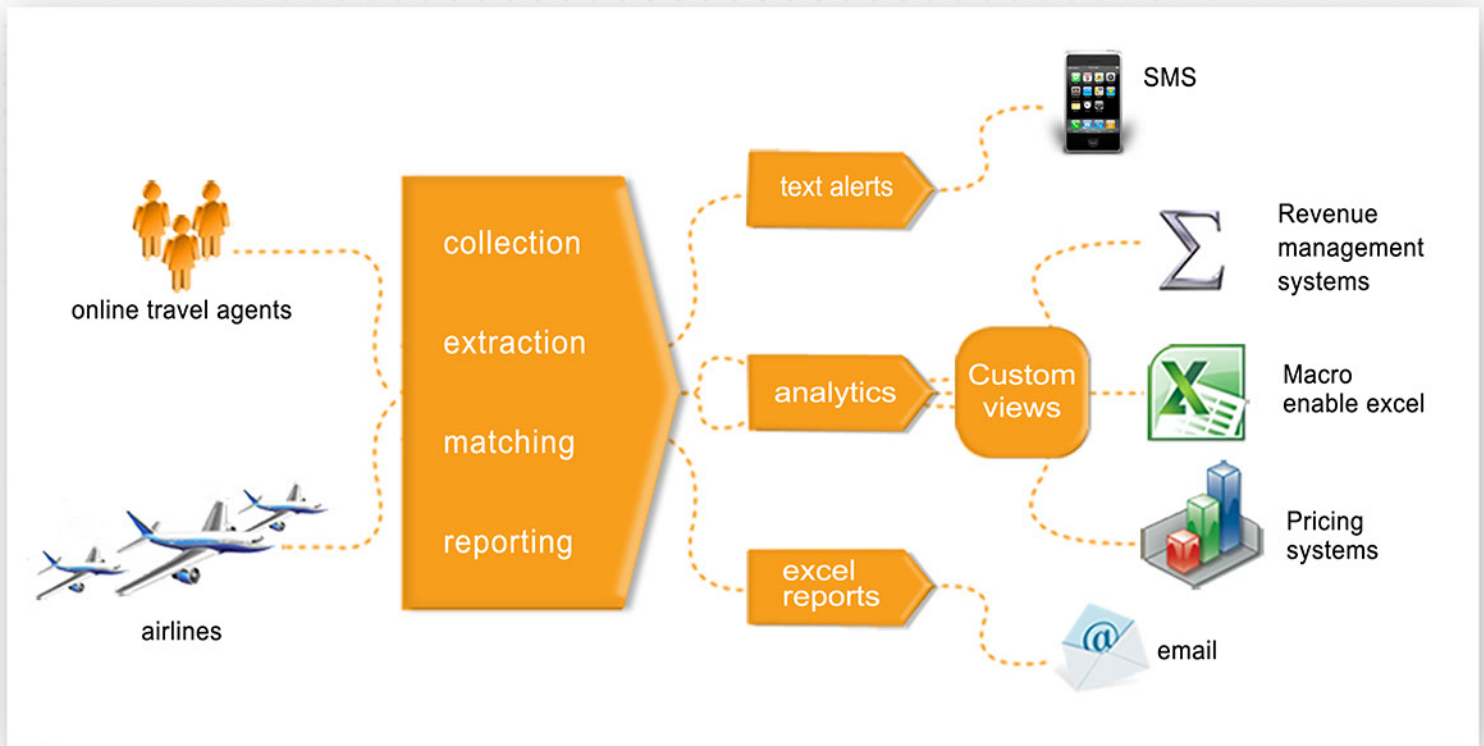 SMS
text alerts
Revenue
management
systems
collection
online travel agents
extraction
analytics
Custom
views
Macro
enable excel
matching
reporting
Pricing
systems
excel
reports
airlines
@
email